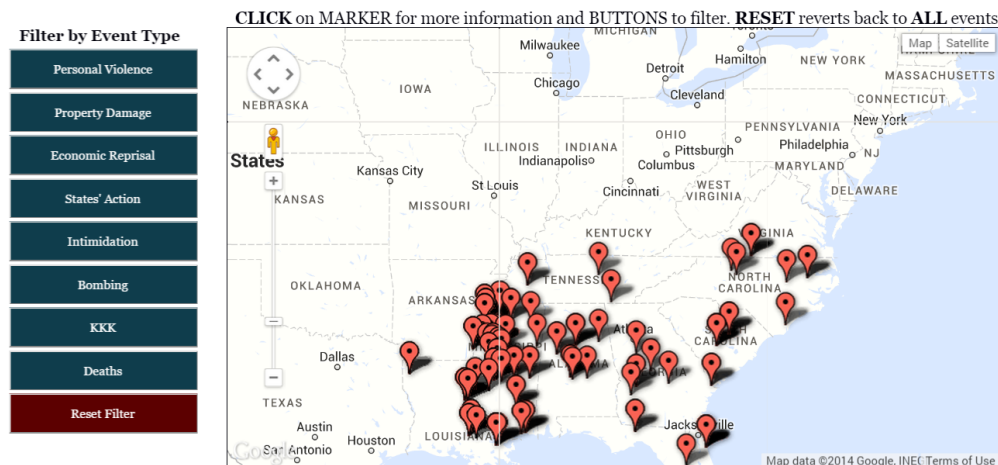 CLICK on MARKER for more information and BUTTONS to filter. RESET reverts back to ALL events
Filter by Event Type
Personal Violence
Property Damage
Economic Reprisal
States' Action
Intimidation
Bombing
KKK
Deaths
Reset Filter
MICHIGAN
Map
Satellite
Milwaukee
Hamilton
NEW YORK
Detroit
MASSACHUSETTS
Chicago
IOWA
Cleveland
CONNECTICUT
NEBRASKA
New York
PENNSYLVANIA
OHIO
ILLINOIS
INDIANA
Pittsburgh
Philadelphia
NJ
States
Indianapolis
Columbus
MARYLAND
Kansas City
St Louis
Cincinnati
WEST
VIRGINIA
DELAWARE
KANSAS
MISSOURI
KENTUCKY
NORTH
CAROLINA
OKLAHOMA
ARKANSAS
CAROLINA
Dallas
TEXAS
Austin
Houston
LOUISIANA
San Antonio
Google
Map data ©2014 Google, INEGI
Terms of Use